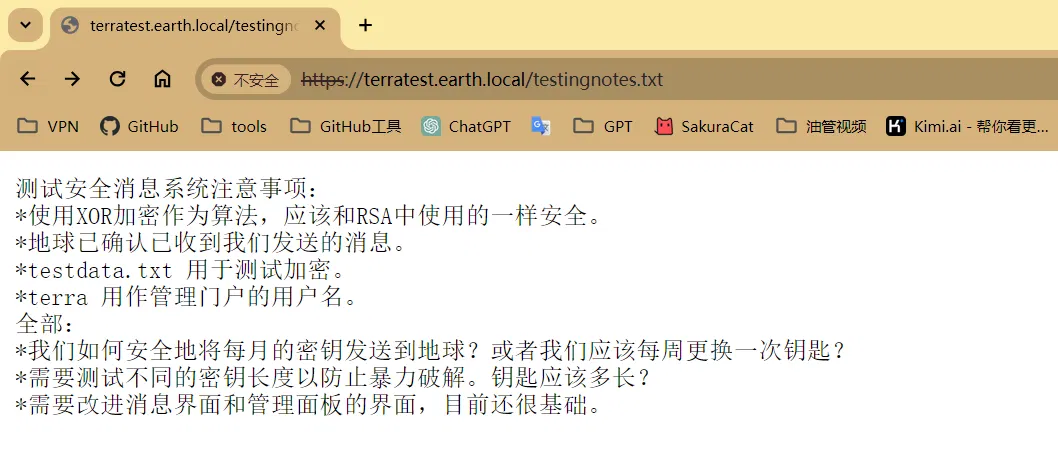 terratest.earth.local/testingn
不安全 https://terratest.earth.local/testingnotes.txt
VPN GitHub tools GitHub工具 ChatGPT GPT SakuraCat 油管视频 Kimi.ai - 帮你看更...
测试安全消息系统注意事项：
*使用XOR加密作为算法，应该和RSA中使用的一样安全。
*地球已确认已收到我们发送的消息。
*testdata.txt 用于测试加密。
*terra 用作管理门户的用户名。
全部：
*我们如何安全地将每月的密钥发送到地球？或者我们应该每周更换一次钥匙？
*需要测试不同的密钥长度以防止暴力破解。钥匙应该多长？
*需要改进消息界面和管理面板的界面，目前还很基础。